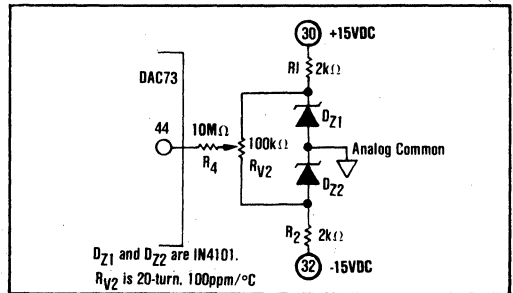 30 +15VDC
R1 2kΩ
DAC73
DZ1
44 10MΩ 100kΩ Analog Common
R4 RV2
DZ2
R2 2kΩ
DZ1 and DZ2 are IN4101.
32 -15VDC
RV2 is 20-turn, 100ppm/°C